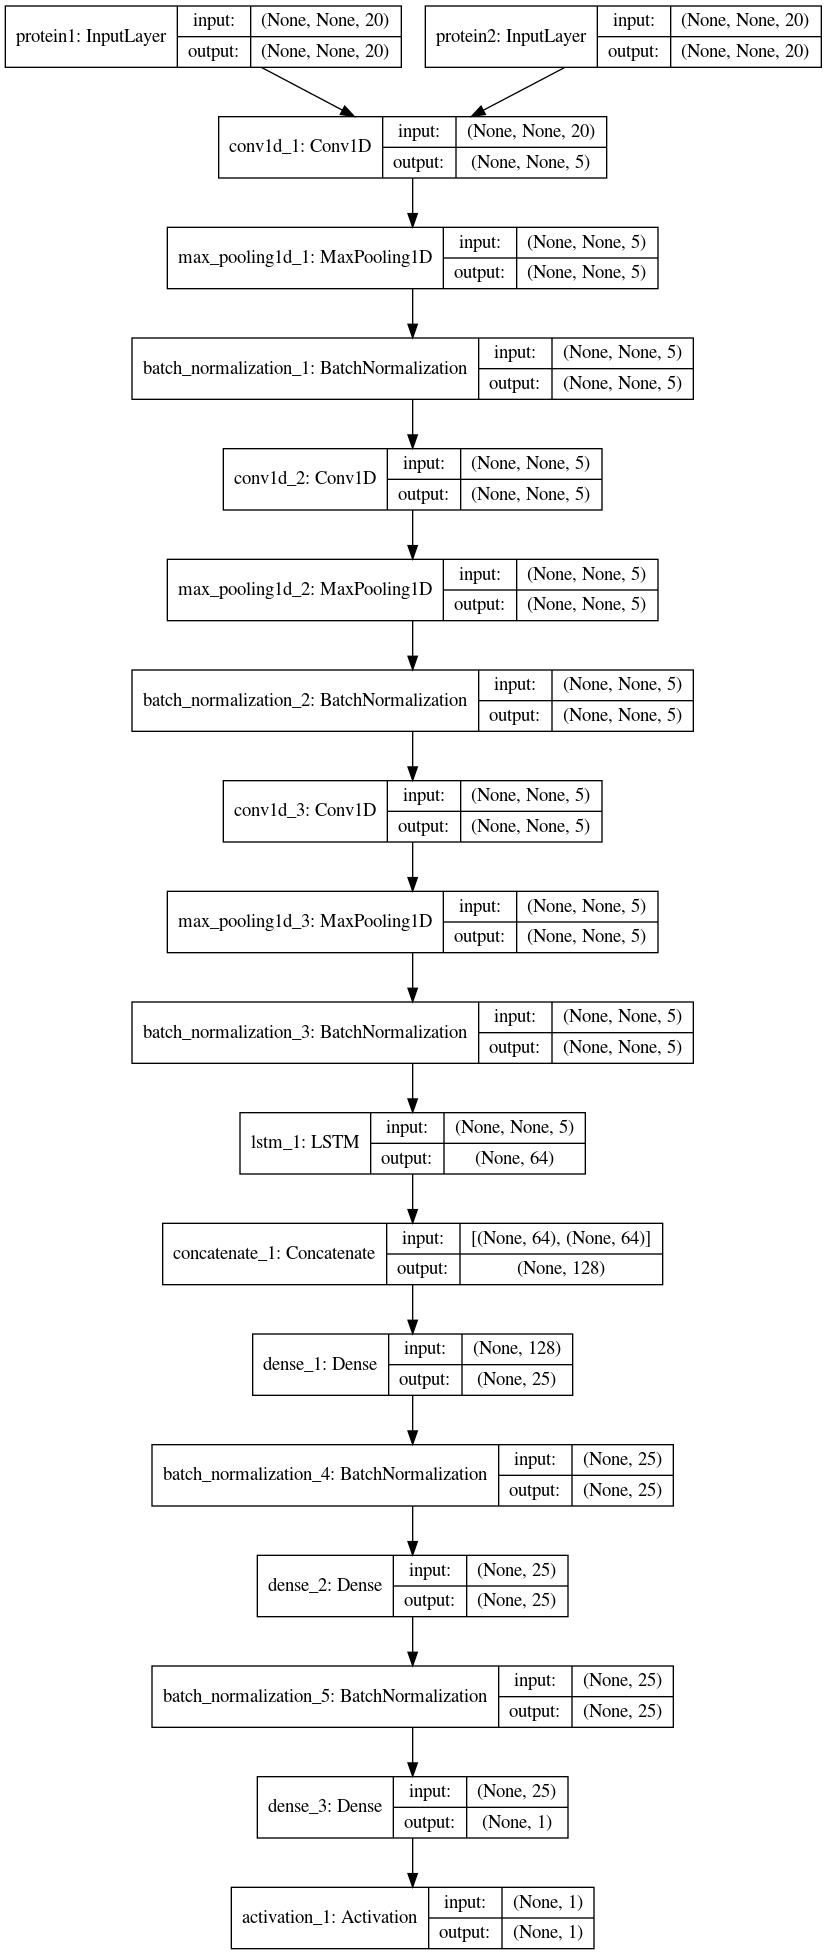 protein1: InputLayer input: (None, None, 20)
output: (None, None, 20)
protein2: InputLayer input: (None, None, 20)
output: (None, None, 20)
conv1d_1: Conv1D input: (None, None, 20)
output: (None, None, 5)
max_pooling1d_1: MaxPooling1D input: (None, None, 5)
output: (None, None, 5)
batch_normalization_1: BatchNormalization input: (None, None, 5)
output: (None, None, 5)
conv1d_2: Conv1D input: (None, None, 5)
output: (None, None, 5)
max_pooling1d_2: MaxPooling1D input: (None, None, 5)
output: (None, None, 5)
batch_normalization_2: BatchNormalization input: (None, None, 5)
output: (None, None, 5)
conv1d_3: Conv1D input: (None, None, 5)
output: (None, None, 5)
max_pooling1d_3: MaxPooling1D input: (None, None, 5)
output: (None, None, 5)
batch_normalization_3: BatchNormalization input: (None, None, 5)
output: (None, None, 5)
lstm_1: LSTM input: (None, None, 5)
output: (None, 64)
concatenate_1: Concatenate input: [(None, 64), (None, 64)]
output: (None, 128)
dense_1: Dense input: (None, 128)
output: (None, 25)
batch_normalization_4: BatchNormalization input: (None, 25)
output: (None, 25)
dense_2: Dense input: (None, 25)
output: (None, 25)
batch_normalization_5: BatchNormalization input: (None, 25)
output: (None, 25)
dense_3: Dense input: (None, 25)
output: (None, 1)
activation_1: Activation input: (None, 1)
output: (None, 1)